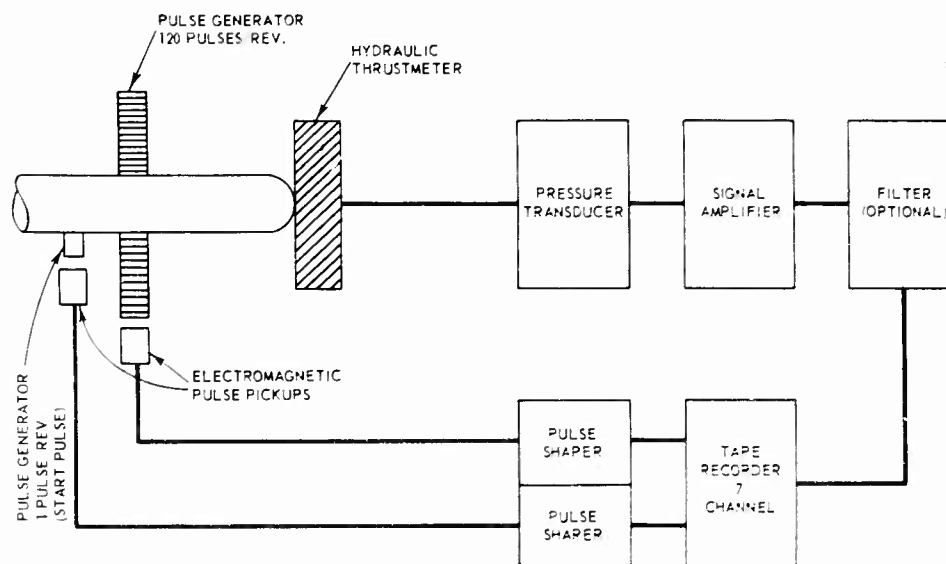 PULSE GENERATOR
120 PULSES REV.
HYDRAULIC
THRUSTMETER
PRESSURE
TRANSDUCER
SIGNAL
AMPLIFIER
FILTER
(OPTIONAL)
ELECTROMAGNETIC
PULSE PICKUPS
PULSE GENERATOR
1 PULSE REV
(START PULSE)
PULSE
SHAPER
PULSE
SHAPER
TAPE
RECORDER
7
CHANNEL